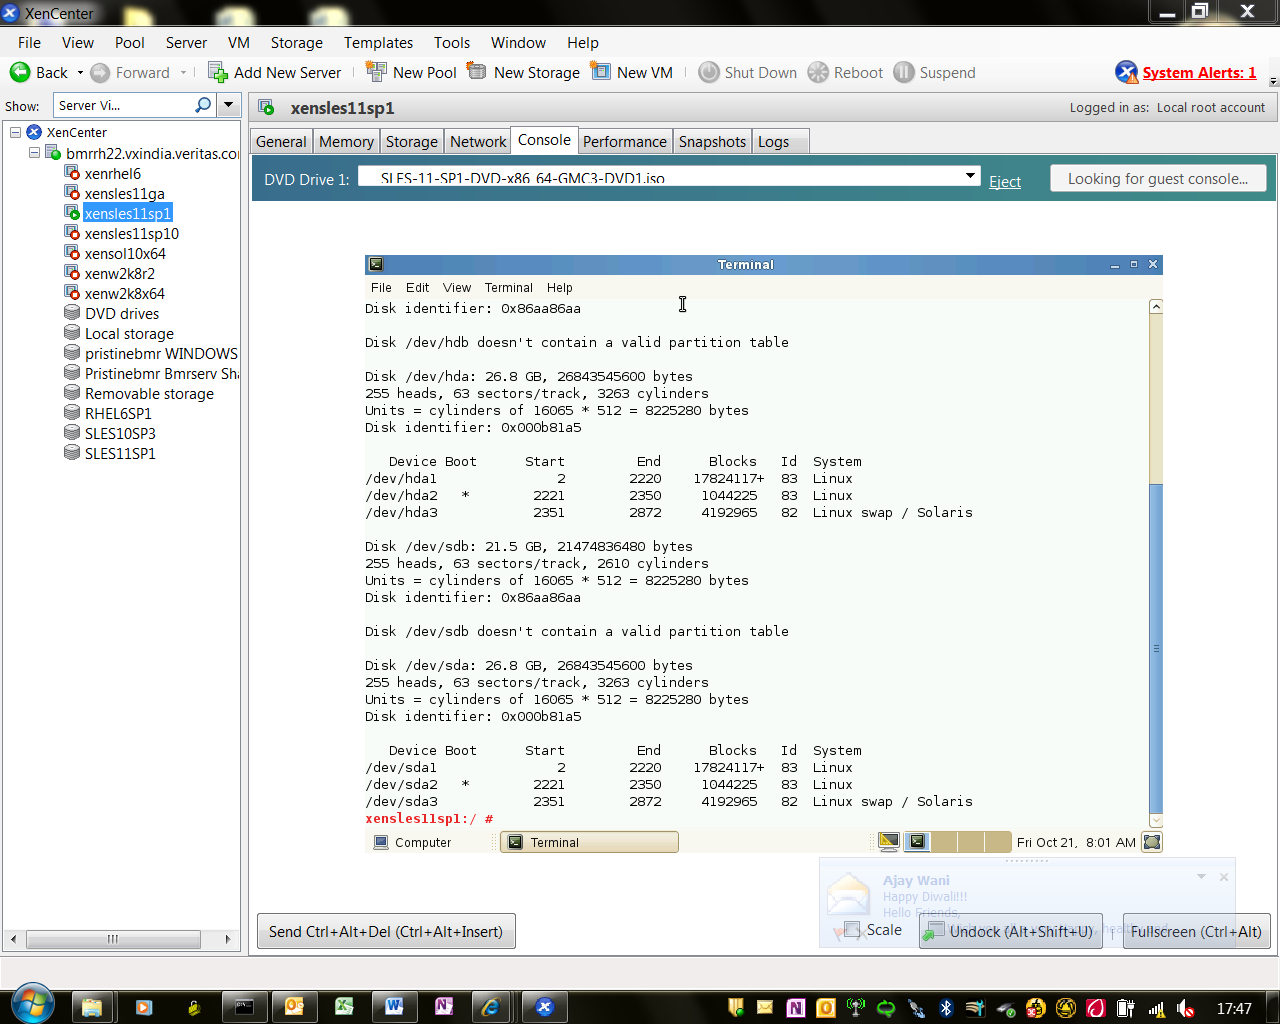 XenCenter
File View Pool Server VM Storage Templates Tools Window Help
Back Forward Add New Server New Pool New Storage New VM Shut Down Reboot Suspend System Alerts: 1
Show: Server Vi...
xensles11sp1
Logged in as: Local root account
XenCenter
bmrrh22.vxindia.veritas.co
xenrhel6
xensles11ga
xensles11sp1
xensles11sp10
xensol10x64
xenw2k8r2
xenw2k8x64
DVD drives
Local storage
pristinebmr WINDOWS
Pristinebmr Bmrserv Sha
Removable storage
RHEL6SP1
SLES10SP3
SLES11SP1
General Memory Storage Network Console Performance Snapshots Logs
DVD Drive 1: SLES-11-SP1-DVD-x86_64-GMC3-DVD1.iso Eject Looking for guest console...
Terminal
File Edit View Terminal Help
Disk identifier: 0x86aa86aa
Disk /dev/hdb doesn't contain a valid partition table
Disk /dev/hda: 26.8 GB, 26843545600 bytes
255 heads, 63 sectors/track, 3263 cylinders
Units = cylinders of 16065 * 512 = 8225280 bytes
Disk identifier: 0x000b81a5
Device Boot Start End Blocks Id System
/dev/hda1 2 2220 17824117+ 83 Linux
/dev/hda2 * 2221 2350 1044225 83 Linux
/dev/hda3 2351 2872 4192965 82 Linux swap / Solaris
Disk /dev/sdb: 21.5 GB, 21474836480 bytes
255 heads, 63 sectors/track, 2610 cylinders
Units = cylinders of 16065 * 512 = 8225280 bytes
Disk identifier: 0x86aa86aa
Disk /dev/sdb doesn't contain a valid partition table
Disk /dev/sda: 26.8 GB, 26843545600 bytes
255 heads, 63 sectors/track, 3263 cylinders
Units = cylinders of 16065 * 512 = 8225280 bytes
Disk identifier: 0x000b81a5
Device Boot Start End Blocks Id System
/dev/sda1 2 2220 17824117+ 83 Linux
/dev/sda2 * 2221 2350 1044225 83 Linux
/dev/sda3 2351 2872 4192965 82 Linux swap / Solaris
xensles11sp1:/ #
Computer Terminal Fri Oct 21, 8:01 AM
Ajay Wani
Happy Diwali!!!
Hello Friends,
Send Ctrl+Alt+Del (Ctrl+Alt+Insert) Scale Undock (Alt+Shift+U) Fullscreen (Ctrl+Alt)
17:47